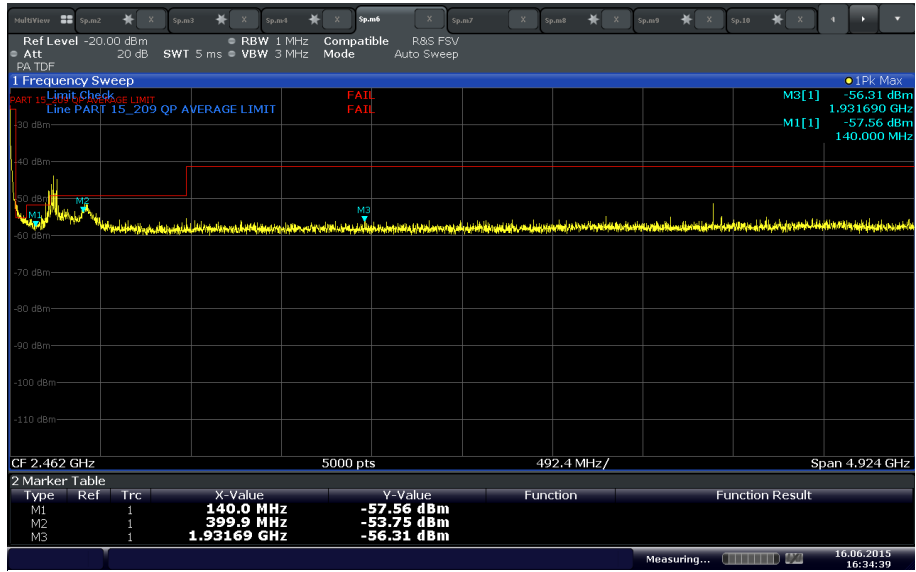 MultiView Sp.m2 X Sp.m3 X Sp.m4 X Sp.m6 X Sp.m7 X Sp.m8 X Sp.m9 X Sp.10 X 4
Ref Level -20.00 dBm RBW 1 MHz Compatible R&S FSV
Att 20 dB SWT 5 ms VBW 3 MHz Mode Auto Sweep
PA TDF
1 Frequency Sweep 1Pk Max
Limit Check FAIL M3[1] -56.31 dBm
PART 15_209 QP AVERAGE LIMIT
Line PART 15_209 QP AVERAGE LIMIT FAIL 1.931690 GHz
-30 dBm M1[1] -57.56 dBm
140.000 MHz
-40 dBm
-50 dBm
M2
M1 M3
-60 dBm
-70 dBm
-80 dBm
-90 dBm
-100 dBm
-110 dBm
CF 2.462 GHz 5000 pts 492.4 MHz/ Span 4.924 GHz
2 Marker Table
Type Ref Trc X-Value Y-Value Function Function Result
M1 1 140.0 MHz -57.56 dBm
M2 1 399.9 MHz -53.75 dBm
M3 1 1.93169 GHz -56.31 dBm
Measuring... 16.06.2015
16:34:39